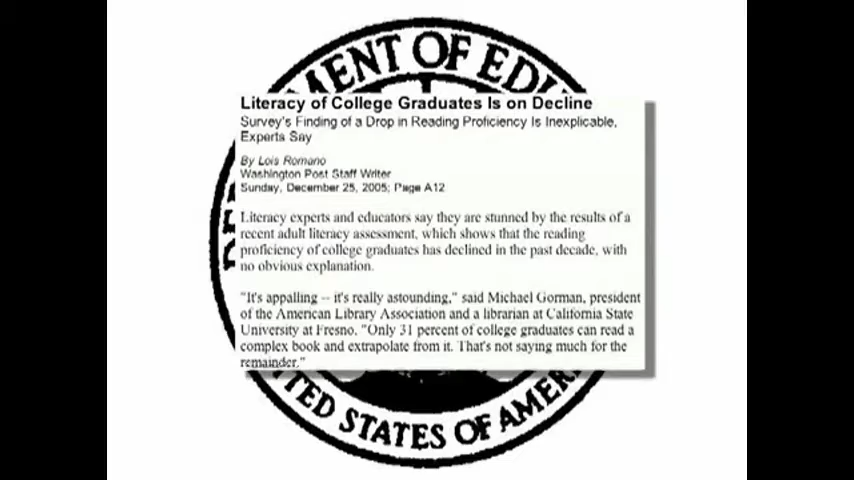 MENT OF EDU
Literacy of College Graduates Is on Decline
Survey's Finding of a Drop in Reading Proficiency Is Inexplicable,
Experts Say
By Lois Romano
Washington Post Staff Writer
Sunday, December 25, 2005; Page A12
Literacy experts and educators say they are stunned by the results of a
recent adult literacy assessment, which shows that the reading
proficiency of college graduates has declined in the past decade, with
no obvious explanation.
"It's appalling -- it's really astounding," said Michael Gorman, president
of the American Library Association and a librarian at California State
University at Fresno. "Only 31 percent of college graduates can read a
complex book and extrapolate from it. That's not saying much for the
remainder."
ITED STATES OF AMER